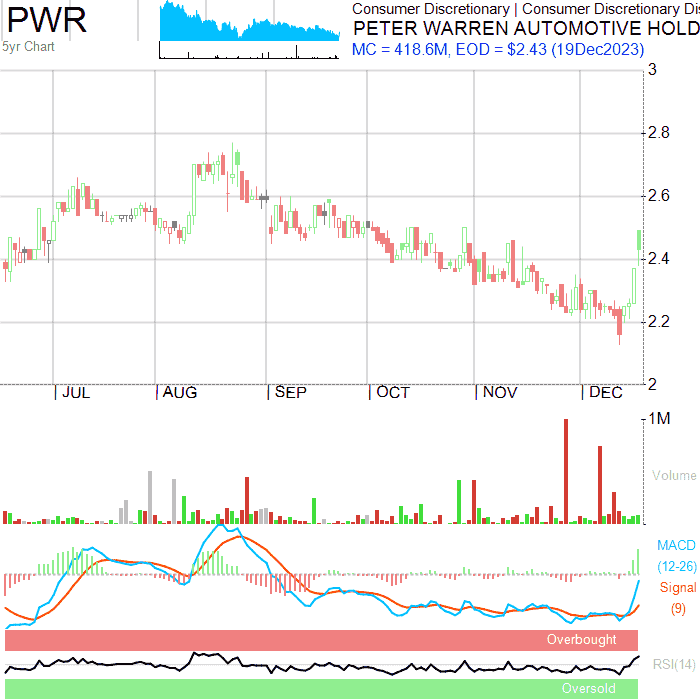 PWR
5yr Chart
Consumer Discretionary | Consumer Discretionary Dis
PETER WARREN AUTOMOTIVE HOLD
MC = 418.6M, EOD = $2.43 (19Dec2023)
3
2.8
2.6
2.4
2.2
2
JUL
AUG
SEP
OCT
NOV
DEC
1M
Volume
MACD
(12-26)
Signal
(9)
Overbought
RSI(14)
Oversold